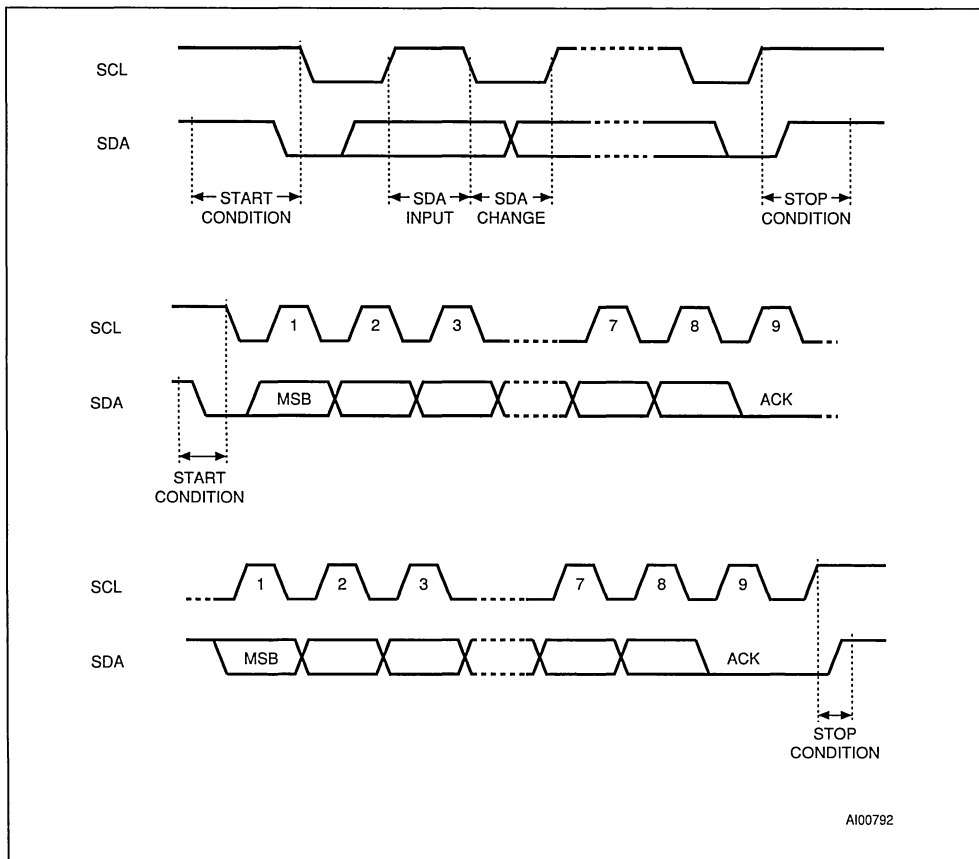 SCL
SDA
START CONDITION
SDA INPUT
SDA CHANGE
STOP CONDITION
SCL
1 2 3 7 8 9
SDA
MSB
ACK
START CONDITION
SCL
1 2 3 7 8 9
SDA
MSB
ACK
STOP CONDITION
AI00792